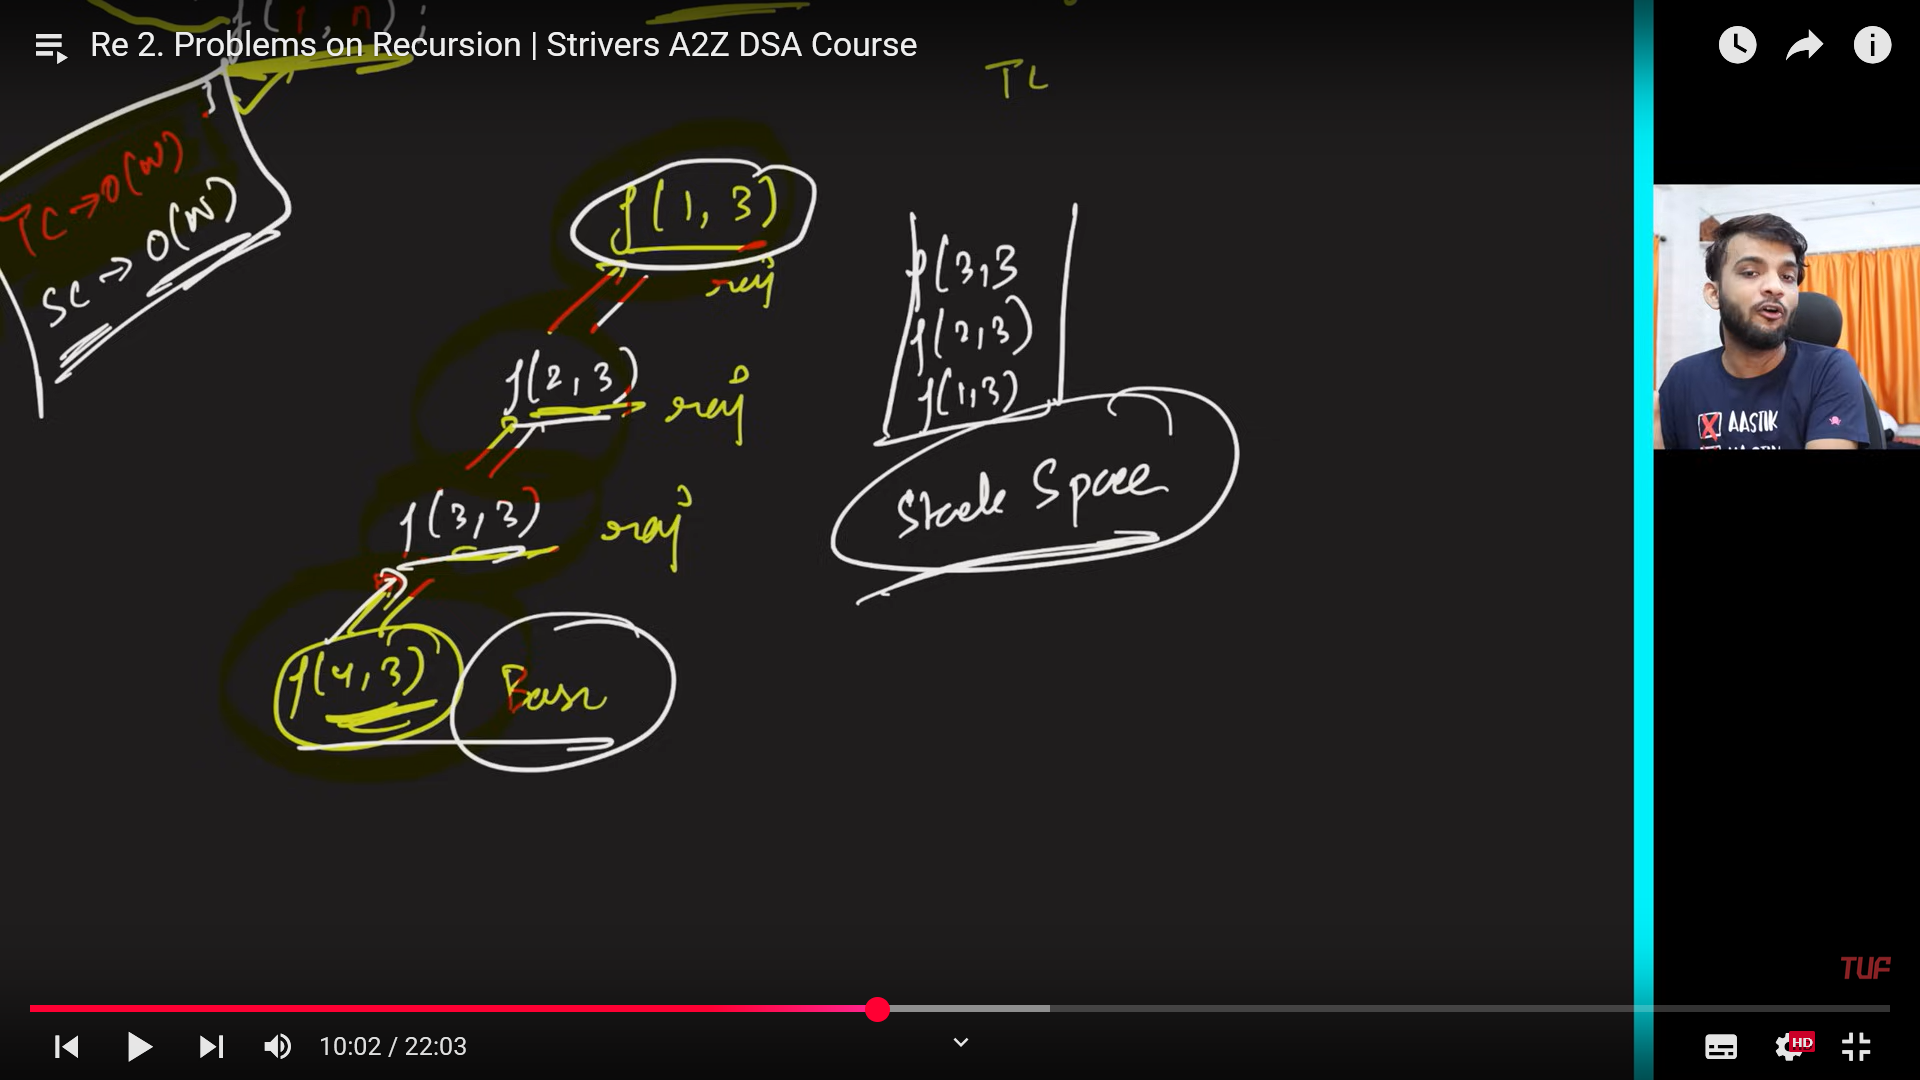 f(1, n);
Re 2. Problems on Recursion | Strivers A2Z DSA Course
TC
}
TC → O(N)
SC → O(N)
f(1, 3)
raj
f(2, 3)
raj
f(3, 3)
raj
f(4, 3)
Base
f(3,3
f(2,3)
f(1,3)
Stack Space
AASTIK
TUF
10:02 / 22:03
HD